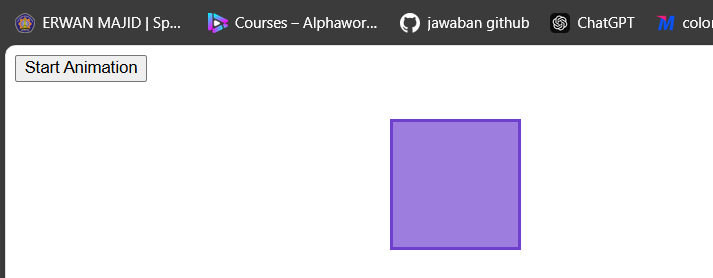 ERWAN MAJID | Sp... Courses – Alphawor... jawaban github ChatGPT color
Start Animation